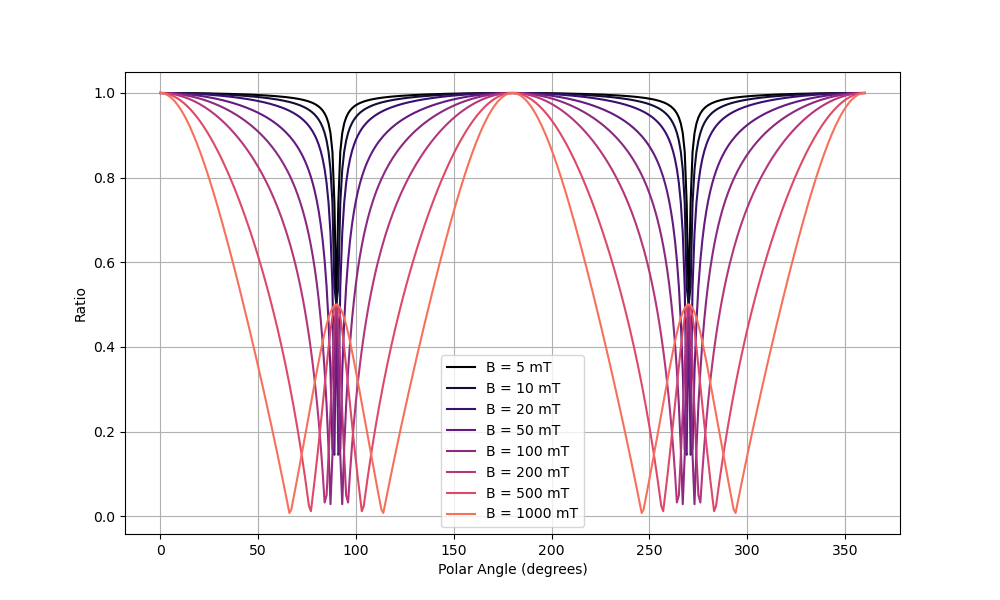 1.0
0.8
0.6
0.4
0.2
0.0
Ratio
B = 5 mT
B = 10 mT
B = 20 mT
B = 50 mT
B = 100 mT
B = 200 mT
B = 500 mT
B = 1000 mT
0 50 100 150 200 250 300 350
Polar Angle (degrees)